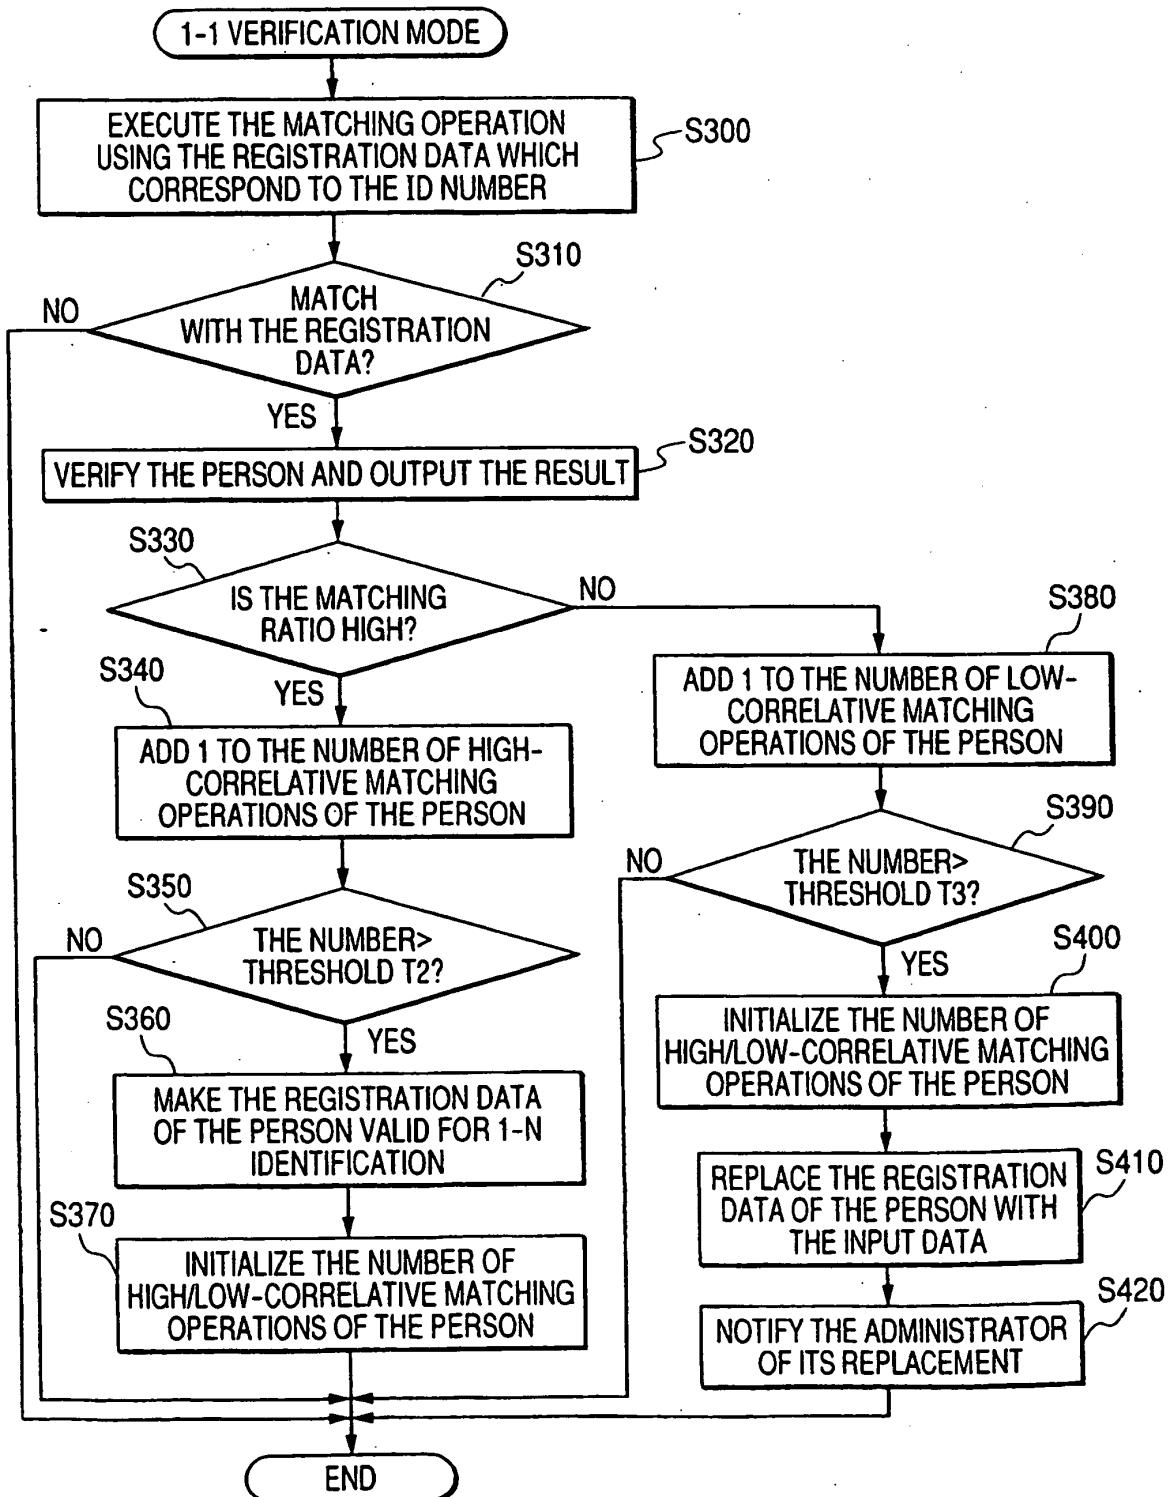 1-1 VERIFICATION MODE
EXECUTE THE MATCHING OPERATION
USING THE REGISTRATION DATA WHICH
CORRESPOND TO THE ID NUMBER
S300
S310
MATCH
WITH THE REGISTRATION
DATA?
NO
YES
VERIFY THE PERSON AND OUTPUT THE RESULT
S320
S330
IS THE MATCHING
RATIO HIGH?
NO
YES
S340
ADD 1 TO THE NUMBER OF HIGH-
CORRELATIVE MATCHING
OPERATIONS OF THE PERSON
S350
THE NUMBER>
THRESHOLD T2?
NO
YES
S360
MAKE THE REGISTRATION DATA
OF THE PERSON VALID FOR 1-N
IDENTIFICATION
S370
INITIALIZE THE NUMBER OF
HIGH/LOW-CORRELATIVE MATCHING
OPERATIONS OF THE PERSON
S380
ADD 1 TO THE NUMBER OF LOW-
CORRELATIVE MATCHING
OPERATIONS OF THE PERSON
S390
THE NUMBER>
THRESHOLD T3?
NO
YES
S400
INITIALIZE THE NUMBER OF
HIGH/LOW-CORRELATIVE MATCHING
OPERATIONS OF THE PERSON
S410
REPLACE THE REGISTRATION
DATA OF THE PERSON WITH
THE INPUT DATA
S420
NOTIFY THE ADMINISTRATOR
OF ITS REPLACEMENT
END